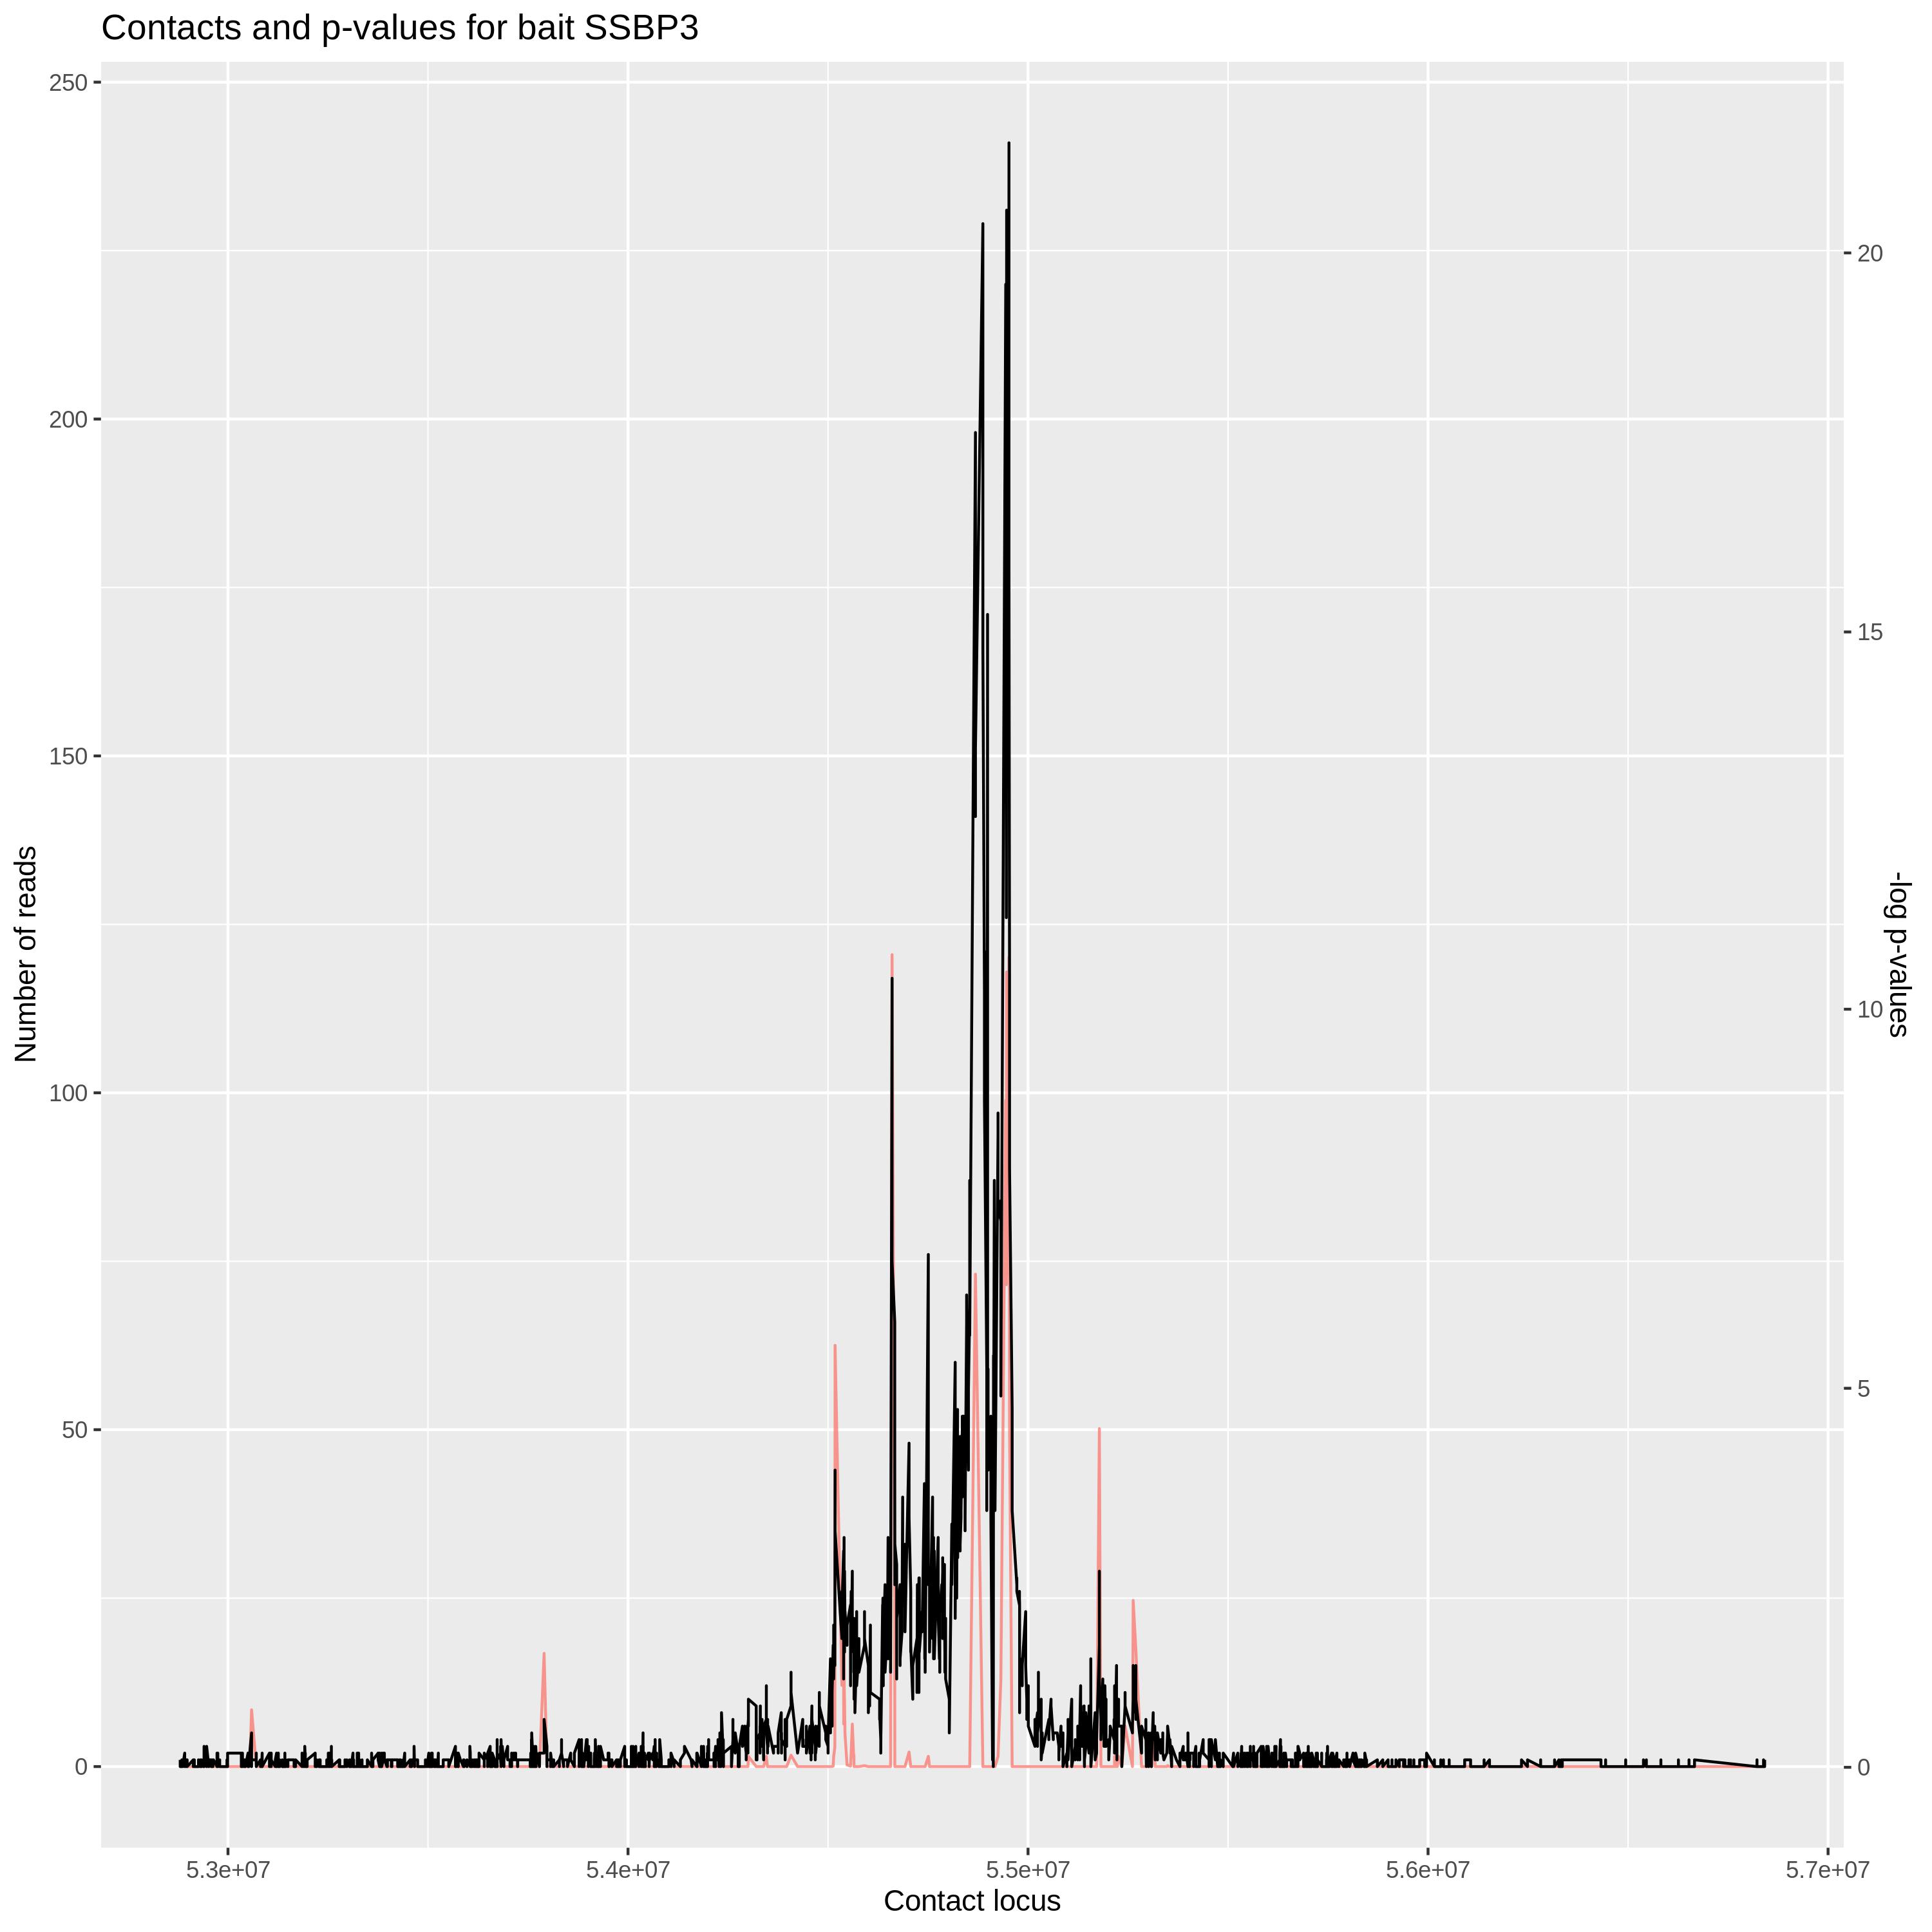 Contacts and p-values for bait SSBP3
250
200
150
100
50
0
Number of reads
20
15
10
5
0
-log p-values
5.3e+07
5.4e+07
5.5e+07
5.6e+07
5.7e+07
Contact locus